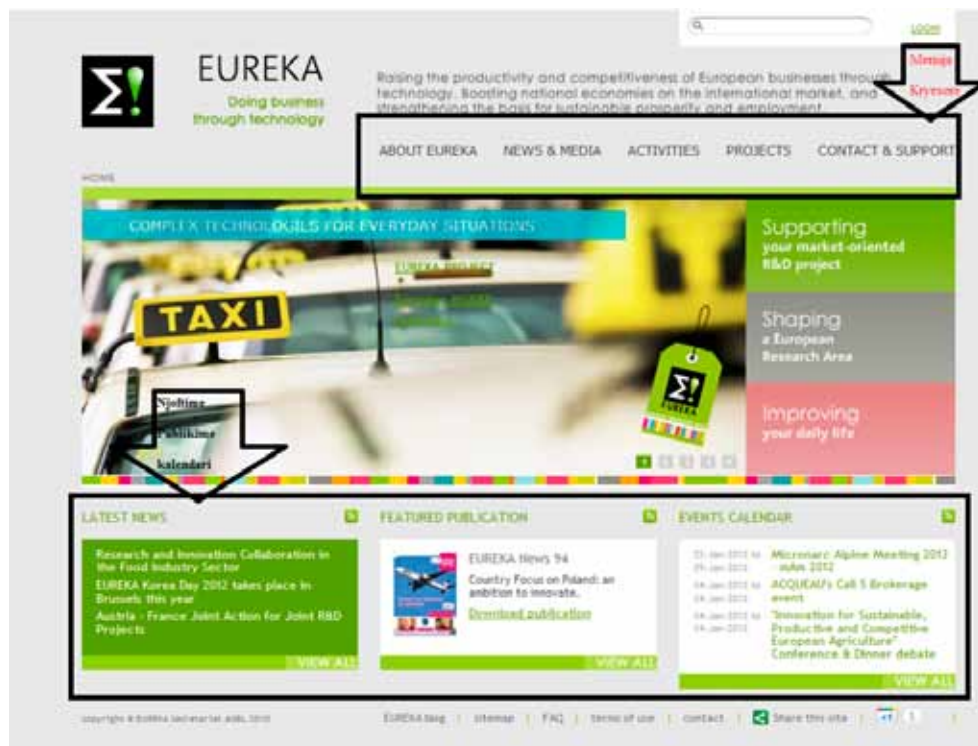 LOGIN
Menuja
Kryesore
EUREKA
Doing business
through technology
Raising the productivity and competitiveness of European businesses through
technology. Boosting national economies on the international market, and
strengthening the basis for sustainable prosperity and employment.
ABOUT EUREKA NEWS & MEDIA ACTIVITIES PROJECTS CONTACT & SUPPORT
HOME
COMPLEX TECHNOLOGIES FOR EVERYDAY SITUATIONS
EUREKA PROJECT
TAXI
EUREKA
Supporting
your market-oriented
R&D project
Shaping
a European
Research Area
Improving
your daily life
Njoftime
Publikime
kalendari
LATEST NEWS
Research and Innovation Collaboration in
the Food Industry Sector
EUREKA Korea Day 2012 takes place in
Brussels this year
Austria - France Joint Action for Joint R&D
Projects
VIEW ALL
FEATURED PUBLICATION
EUREKA News 94
Country Focus on Poland: an
ambition to innovate.
Download publication
VIEW ALL
EVENTS CALENDAR
Micronarc Alpine Meeting 2012
- mAm 2012
ACQUEAU's Call 5 Brokerage
event
"Innovation for Sustainable,
Productive and Competitive
European Agriculture"
Conference & Dinner debate
VIEW ALL
EUREKA blog | sitemap | FAQ | terms of use | contact | Share this site | +1 1